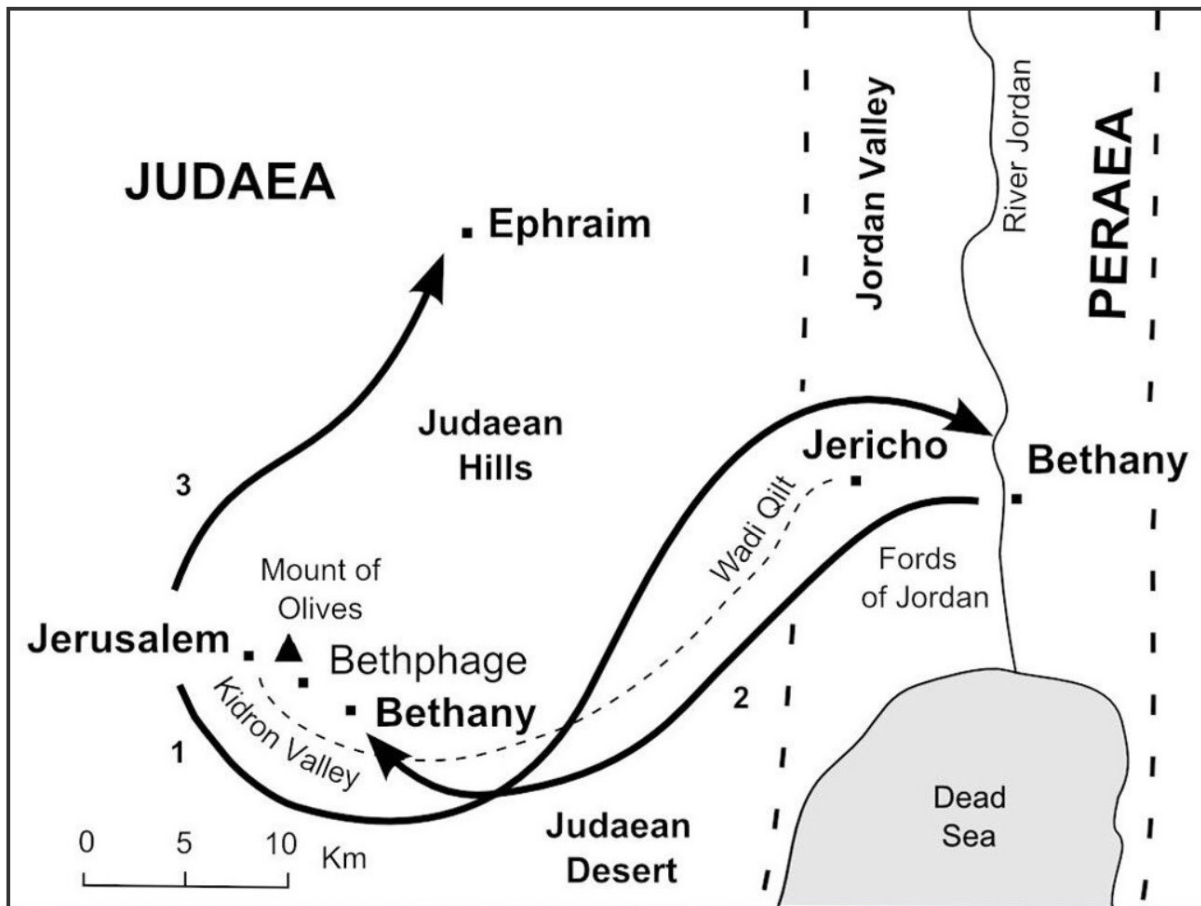 JUDAEA
Ephraim
Jordan Valley
River Jordan
PERAEA
Judaean
Hills
Jericho
Bethany
Wadi Qilt
Fords
of Jordan
3
Mount of
Olives
Jerusalem
Bethphage
Bethany
Kidron Valley
1
2
Judaean
Desert
Dead
Sea
0 5 10 Km